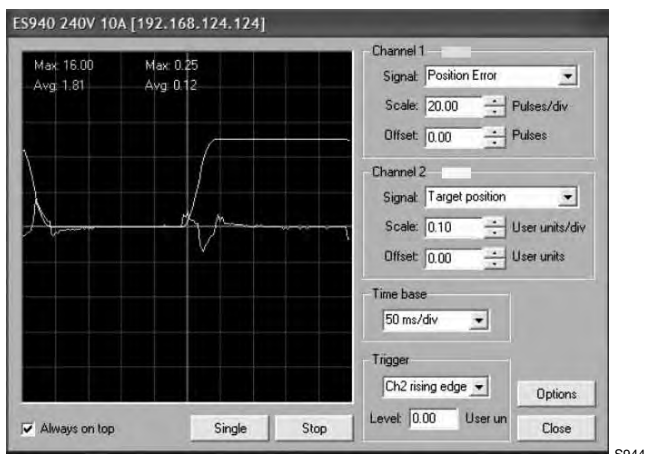 ES940 240V 10A [192.168.124.124]
Max: 16.00 Max: 0.25
Avg: 1.81 Avg: 0.12
Channel 1
Signal: Position Error
Scale: 20.00 Pulses/div
Offset: 0.00 Pulses
Channel 2
Signal: Target position
Scale: 0.10 User units/div
Offset: 0.00 User units
Time base
50 ms/div
Trigger
Ch2 rising edge
Level: 0.00 User un
Always on top
Single
Stop
Options
Close
S944